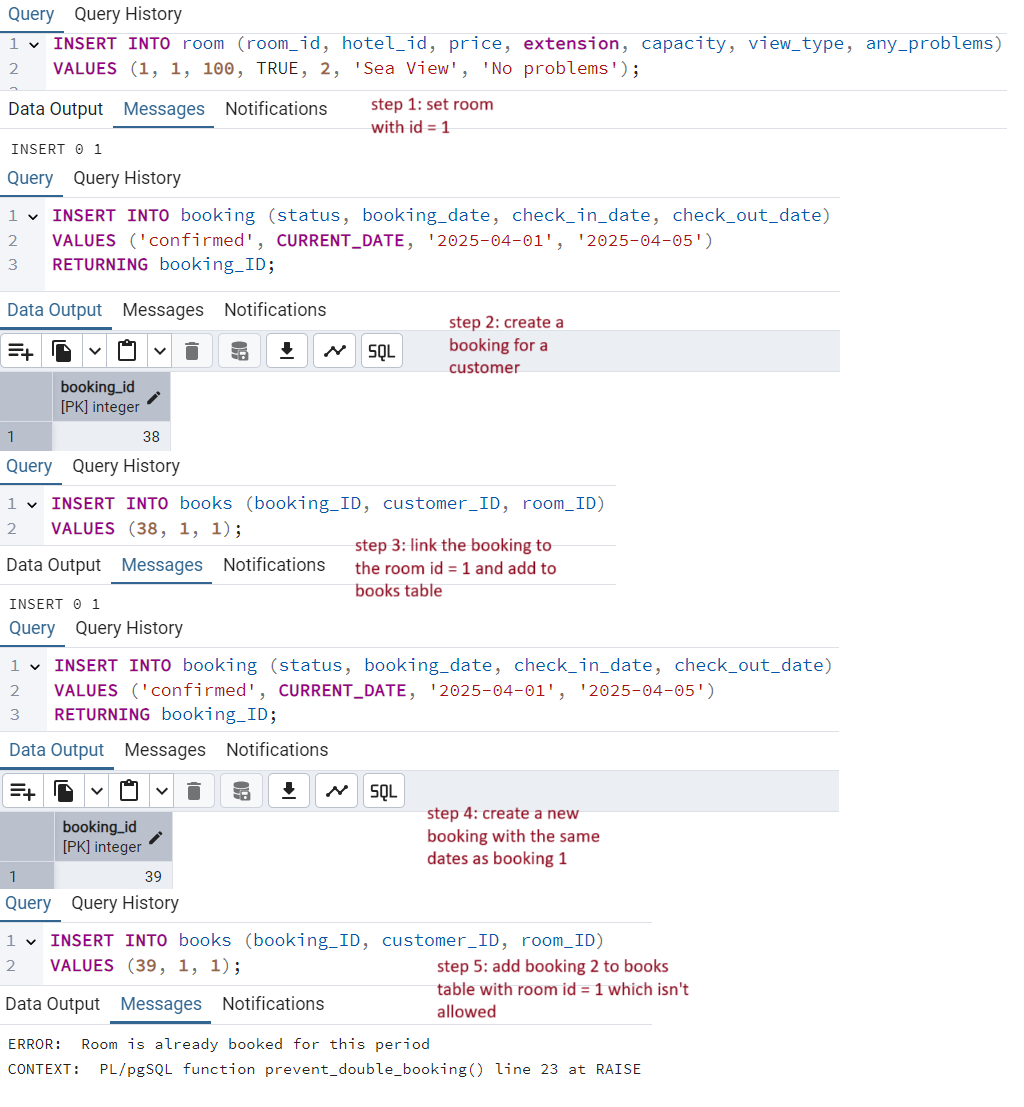 Query Query History
1 INSERT INTO room (room_id, hotel_id, price, extension, capacity, view_type, any_problems)
2 VALUES (1, 1, 100, TRUE, 2, 'Sea View', 'No problems');
Data Output Messages Notifications
step 1: set room
with id = 1
INSERT 0 1
Query Query History
1 INSERT INTO booking (status, booking_date, check_in_date, check_out_date)
2 VALUES ('confirmed', CURRENT_DATE, '2025-04-01', '2025-04-05')
3 RETURNING booking_ID;
Data Output Messages Notifications
step 2: create a
booking for a
customer
SQL
booking_id
[PK] integer
1 38
Query Query History
1 INSERT INTO books (booking_ID, customer_ID, room_ID)
2 VALUES (38, 1, 1);
step 3: link the booking to
the room id = 1 and add to
books table
Data Output Messages Notifications
INSERT 0 1
Query Query History
1 INSERT INTO booking (status, booking_date, check_in_date, check_out_date)
2 VALUES ('confirmed', CURRENT_DATE, '2025-04-01', '2025-04-05')
3 RETURNING booking_ID;
Data Output Messages Notifications
SQL
step 4: create a new
booking with the same
dates as booking 1
booking_id
[PK] integer
1 39
Query Query History
1 INSERT INTO books (booking_ID, customer_ID, room_ID)
2 VALUES (39, 1, 1);
step 5: add booking 2 to books
table with room id = 1 which isn't
allowed
Data Output Messages Notifications
ERROR: Room is already booked for this period
CONTEXT: PL/pgSQL function prevent_double_booking() line 23 at RAISE